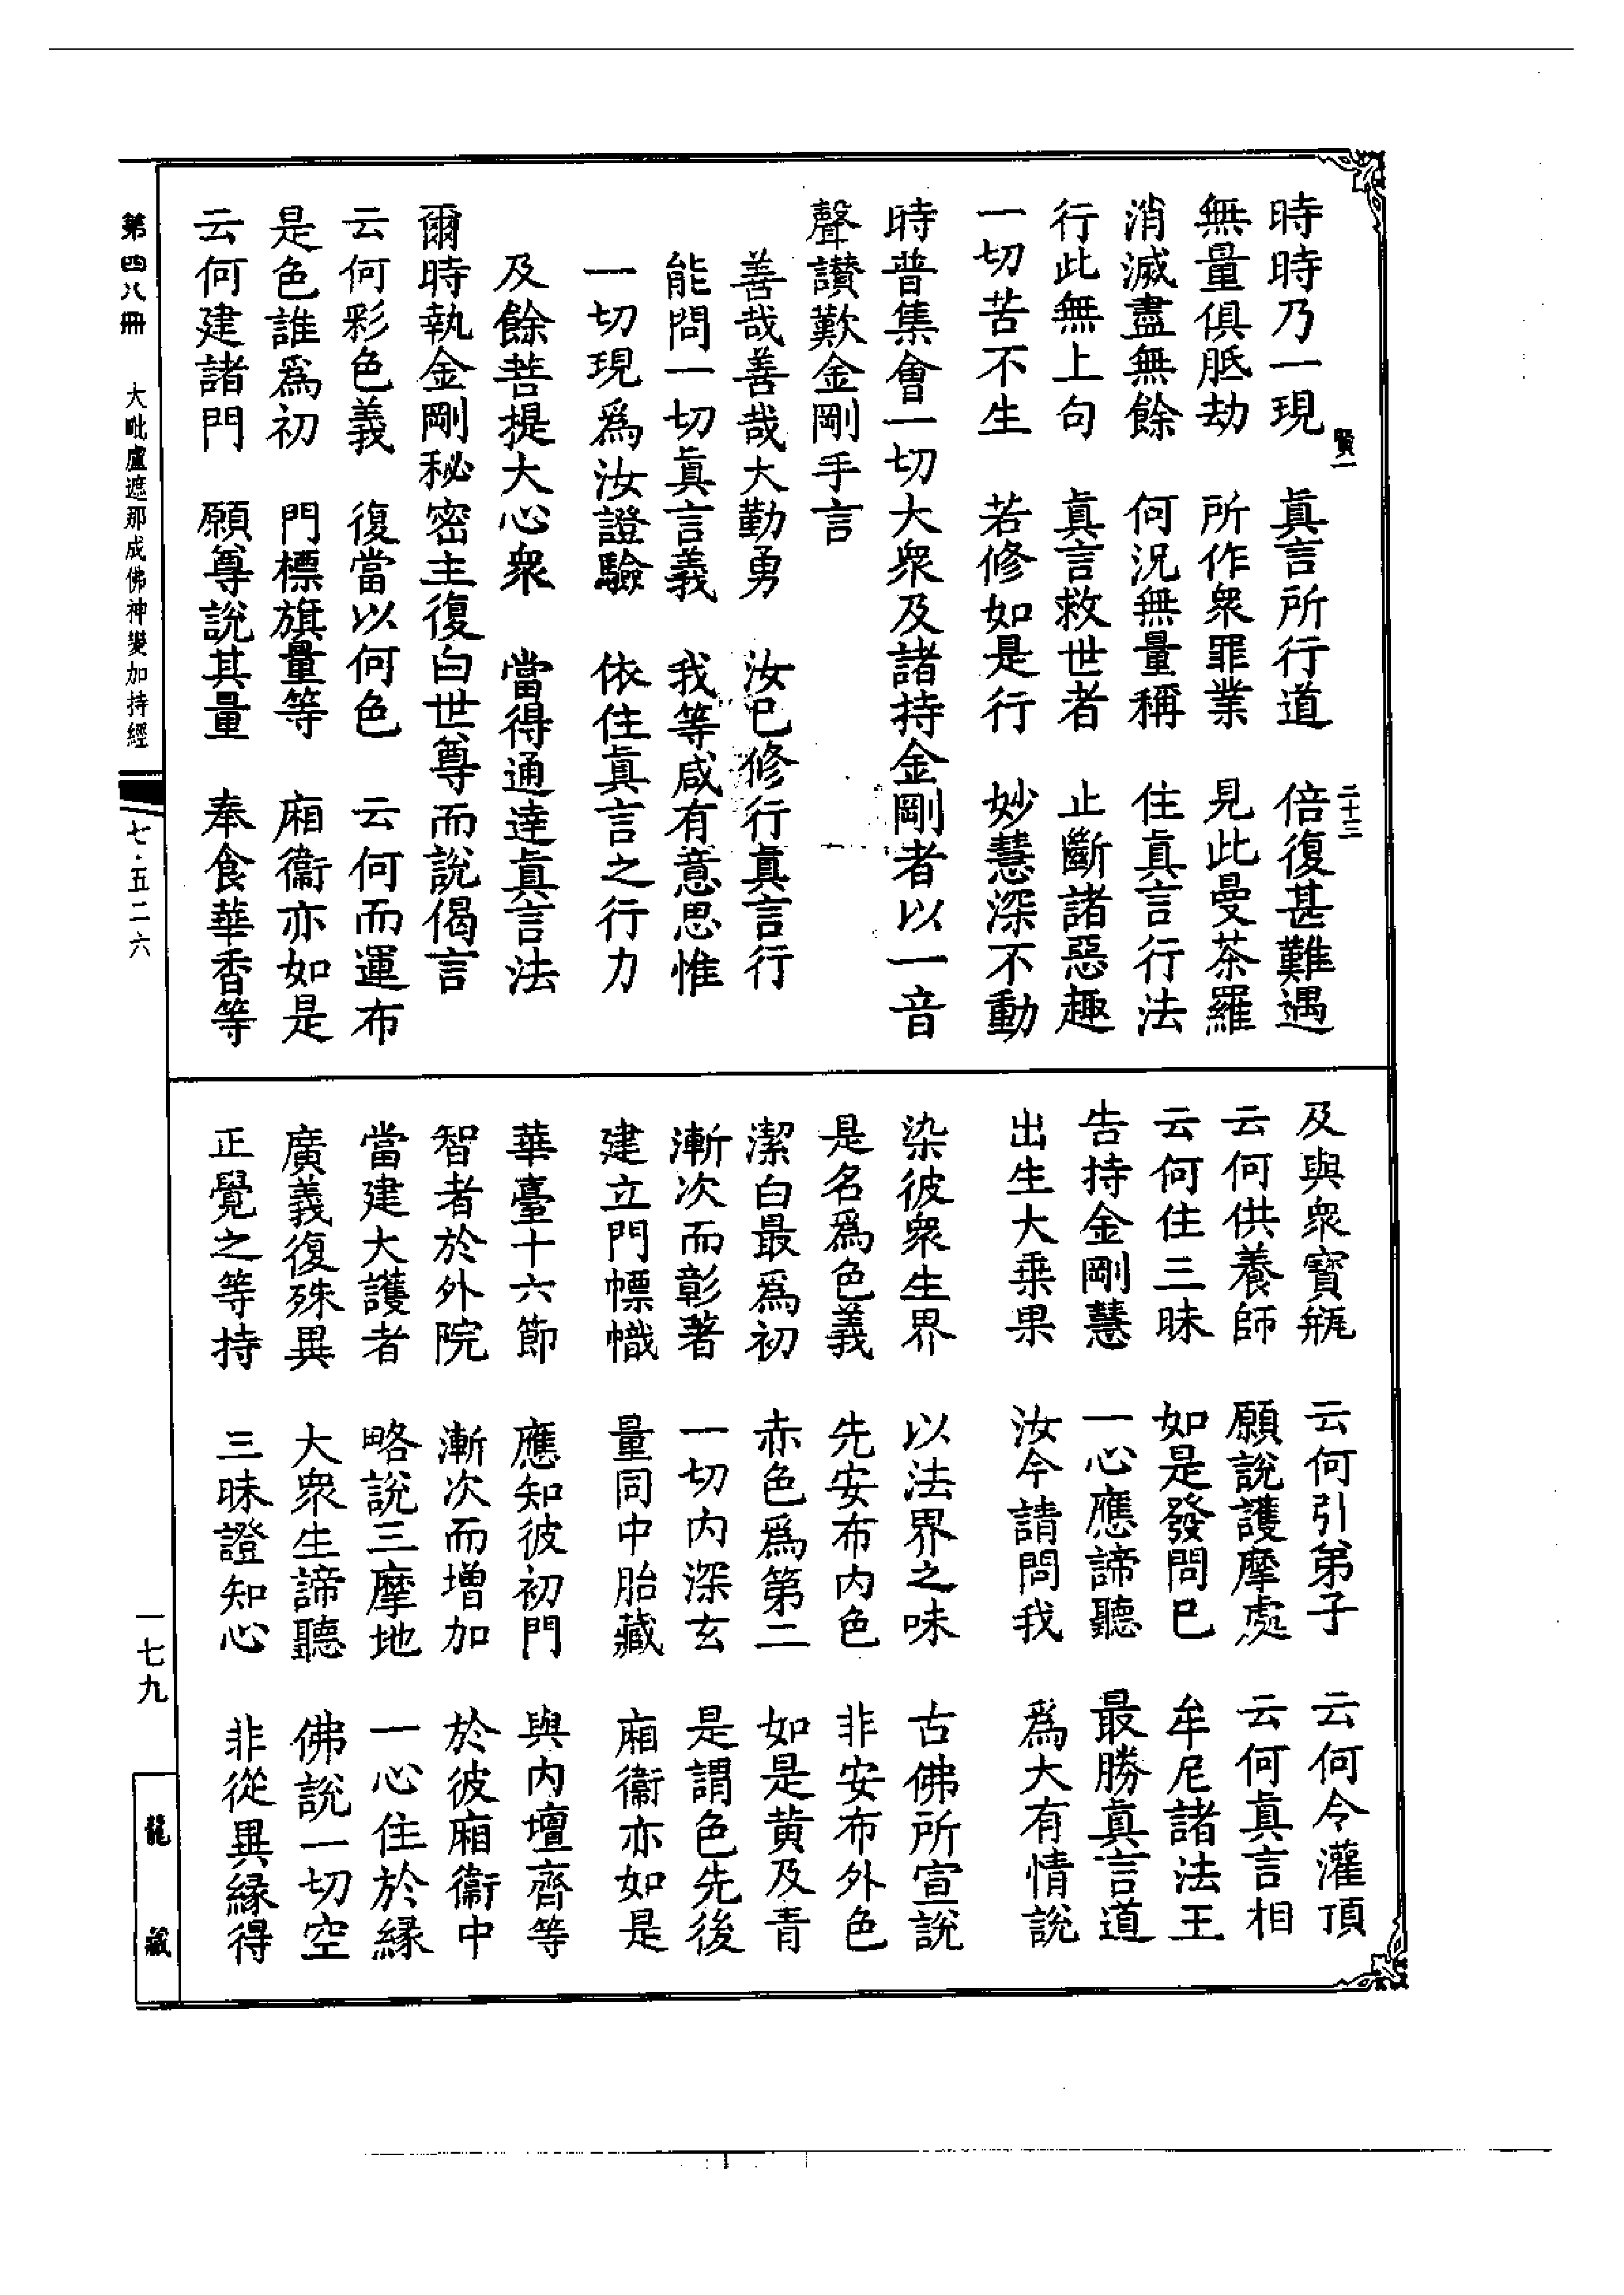 時時乃一現　真言所行道　倍復甚難遇
賢一
二十三
無量俱胝劫　所作衆罪業　見此曼茶羅
消滅盡無餘　何況無量稱　住真言行法
行此無上句　真言救世者　止斷諸惡趣
一切苦不生　若修如是行　妙慧深不動
時普集會一切大衆及諸持金剛者以一音
聲讃歎金剛手言
善哉善哉大勤勇　汝已修行真言行
能問一切真言義　我等咸有意思惟
一切現爲汝證驗　依住真言之行力
及餘菩提大心衆　當得通達真言法
爾時執金剛秘密主復白世尊而說偈言
云何彩色義　復當以何色　云何而運布
是色誰爲初　門標旗量等　廂衞亦如是
云何建諸門　願尊說其量　奉食華香等
及與衆寶瓶　云何引弟子　云何令灌頂
云何供養師　願說護摩處　云何真言相
云何住三昧　如是發問已　牟尼諸法王
告持金剛慧　一心應諦聽　最勝真言道
出生大乗果　汝今請問我　爲大有情說
染彼衆生界　以法界之味　古佛所宣說
是名爲色義　先安布内色　非安布外色
潔白最爲初　赤色爲第二　如是黄及青
漸次而彰著　一切内深玄　是謂色先後
建立門幖幟　量同中胎藏　廂衞亦如是
華臺十六節　應知彼初門　與内壇齊等
智者於外院　漸次而增加　於彼廂衞中
當建大護者　略說三摩地　一心住於緣
廣義復殊異　大衆生諦聽　佛說一切空
正覺之等持　三昧證知心　非從異緣得
第四八冊　大毗盧遮那成佛神變加持經　七·五二六
一七九
龍藏